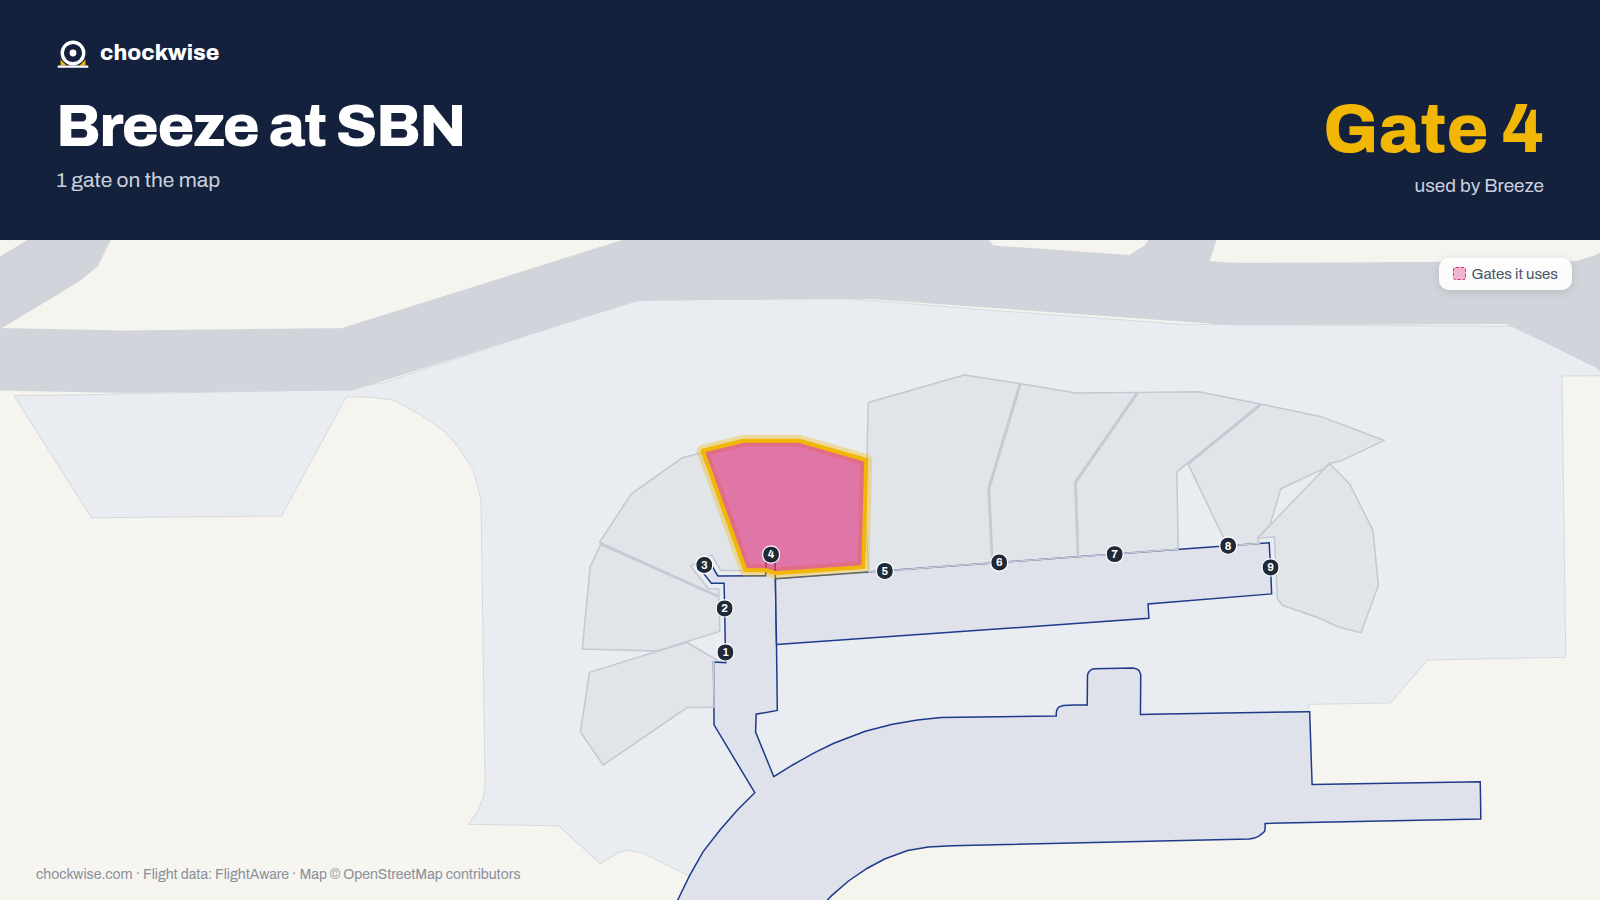 chockwise
Breeze at SBN
1 gate on the map
Gate 4
used by Breeze
Gates it uses
4
3
5
6
7
8
9
2
1
chockwise.com · Flight data: FlightAware · Map © OpenStreetMap contributors